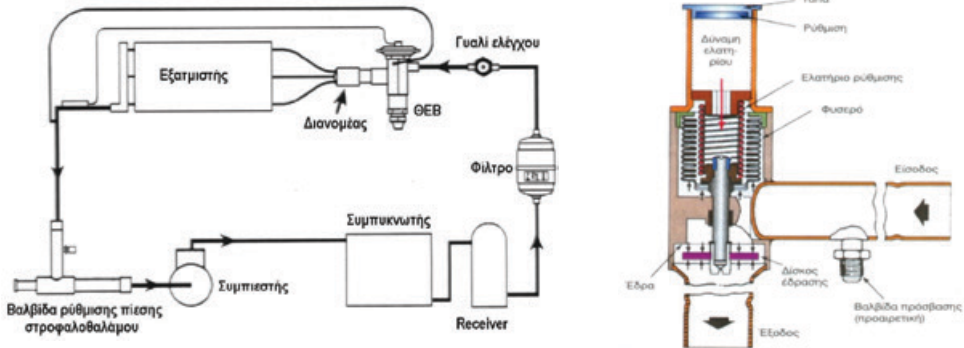 Εξατμιστής
Διανομέας
ΘΕΒ
Γυαλί ελέγχου
Φίλτρο
Συμπυκνωτής
Συμπιεστής
Receiver
Βαλβίδα ρύθμισης πίεσης
στροφαλοθαλάμου
Ρύθμιση
Δύναμη
ελατη-
ρίου
Ελατήριο ρύθμισης
Φυσερό
Είσοδος
Έδρα
Δίσκος
έδρασης
Βαλβίδα πρόσβασης
(προαιρετική)
Έξοδος